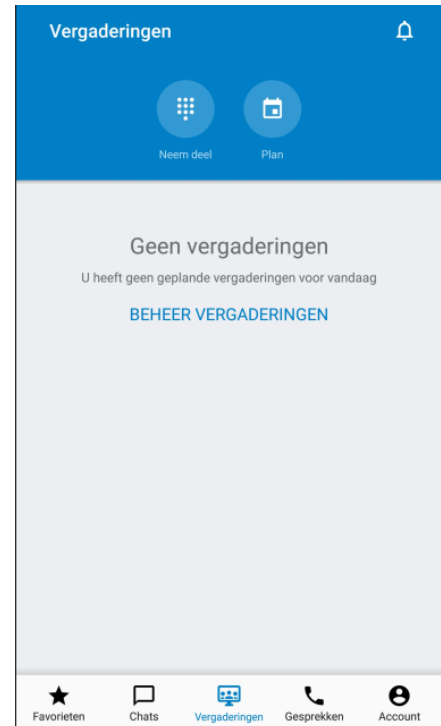 Vergaderingen
Neem deel
Plan
Geen vergaderingen
U heeft geen geplande vergaderingen voor vandaag
BEHEER VERGADERINGEN
Favorieten
Chats
Vergaderingen
Gesprekken
Account